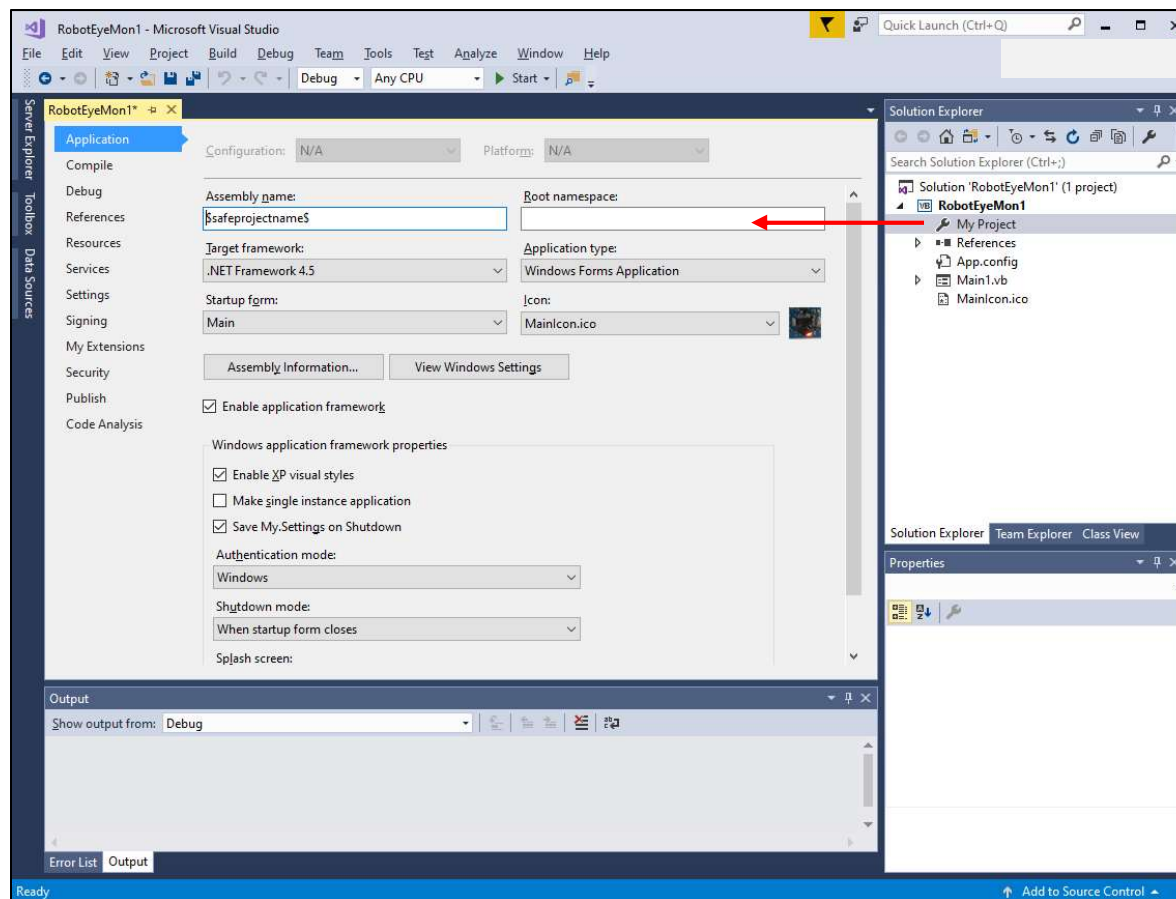 RobotEyeMon1 - Microsoft Visual Studio
Quick Launch (Ctrl+Q)
File Edit View Project Build Debug Team Tools Test Analyze Window Help
Debug Any CPU Start
Server Explorer
Toolbox
Data Sources
RobotEyeMon1*
Application
Compile
Debug
References
Resources
Services
Settings
Signing
My Extensions
Security
Publish
Code Analysis
Configuration: N/A Platform: N/A
Assembly name: Root namespace:
$safeprojectname$
Target framework: Application type:
.NET Framework 4.5 Windows Forms Application
Startup form: Icon:
Main MainIcon.ico
Assembly Information... View Windows Settings
Enable application framework
Windows application framework properties
Enable XP visual styles
Make single instance application
Save My.Settings on Shutdown
Authentication mode:
Windows
Shutdown mode:
When startup form closes
Splash screen:
Solution Explorer
Search Solution Explorer (Ctrl+;)
Solution 'RobotEyeMon1' (1 project)
VB RobotEyeMon1
My Project
References
App.config
Main1.vb
MainIcon.ico
Solution Explorer Team Explorer Class View
Properties
Output
Show output from: Debug
Error List Output
Ready Add to Source Control